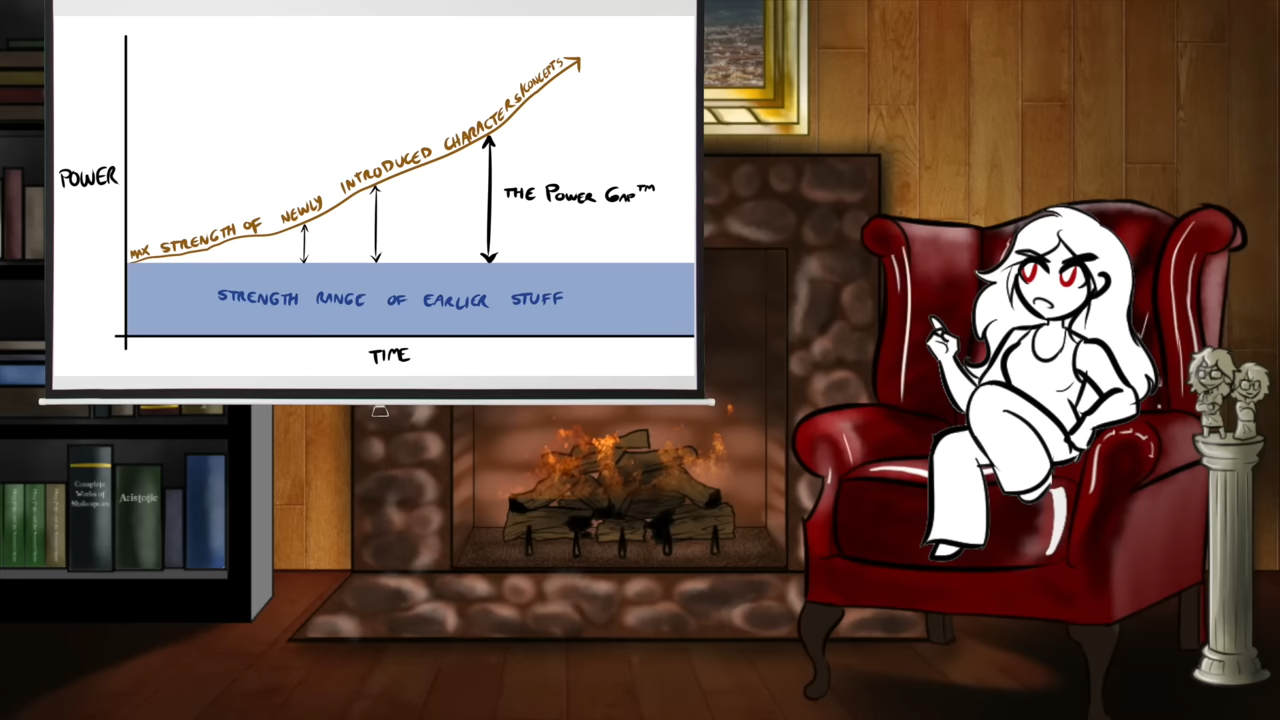 POWER
MAX STRENGTH OF NEWLY INTRODUCED CHARACTERS/CONCEPTS
THE POWER GAP™
STRENGTH RANGE OF EARLIER STUFF
TIME
Complete
Works of
Shakespeare
Aristotle